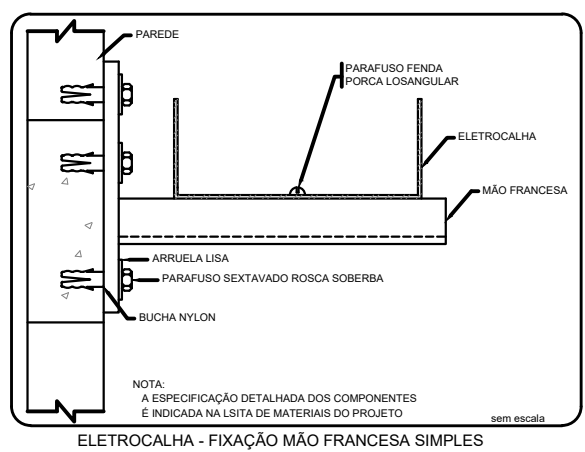 PAREDE
PARAFUSO FENDA
PORCA LOSANGULAR
ELETROCALHA
MÃO FRANCESA
ARRUELA LISA
PARAFUSO SEXTAVADO ROSCA SOBERBA
BUCHA NYLON
NOTA:
A ESPECIFICAÇÃO DETALHADA DOS COMPONENTES
É INDICADA NA LSITA DE MATERIAIS DO PROJETO
sem escala
ELETROCALHA - FIXAÇÃO MÃO FRANCESA SIMPLES